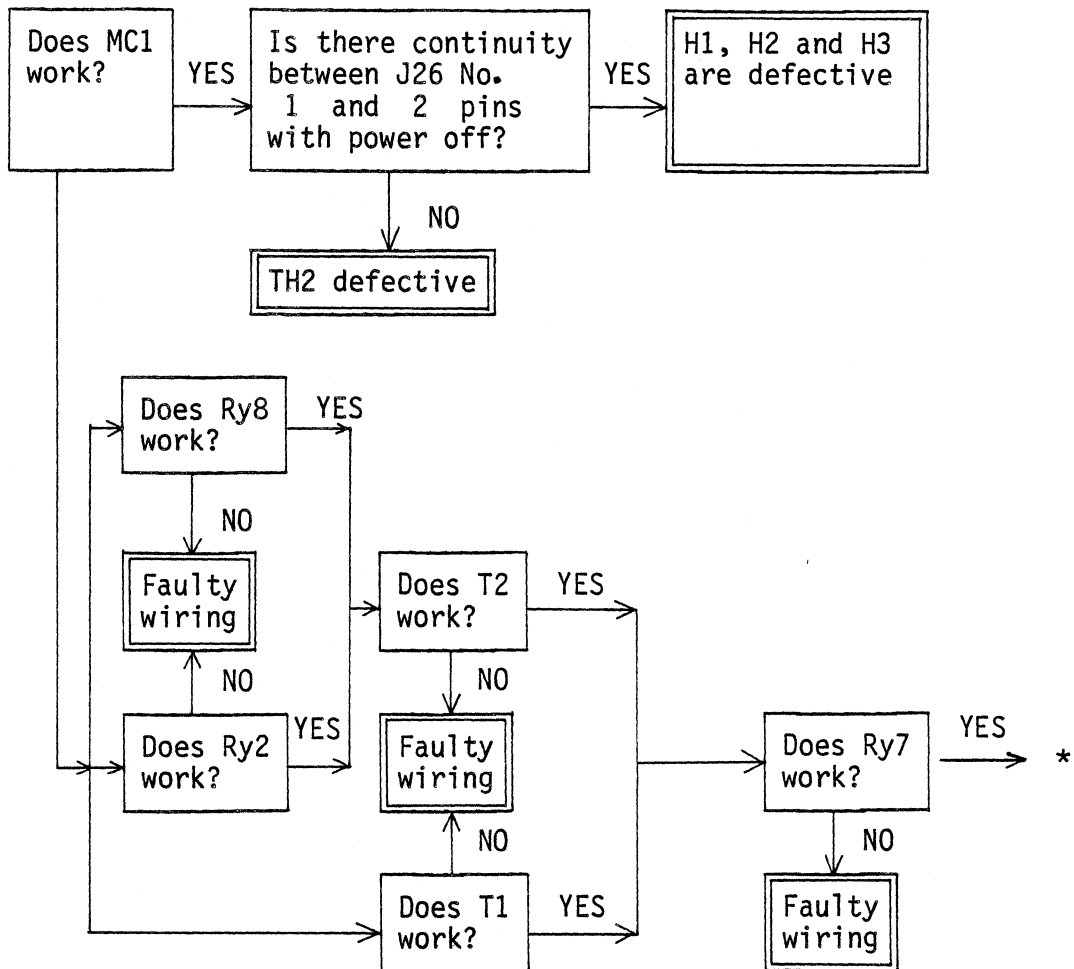 Does MC1
work?
YES
Is there continuity
between J26 No.
1 and 2 pins
with power off?
YES
H1, H2 and H3
are defective
NO
TH2 defective
Does Ry8
work?
YES
NO
Faulty
wiring
NO
Does Ry2
work?
YES
Does T2
work?
YES
NO
Faulty
wiring
NO
Does T1
work?
YES
Does Ry7
work?
YES
*
NO
Faulty
wiring